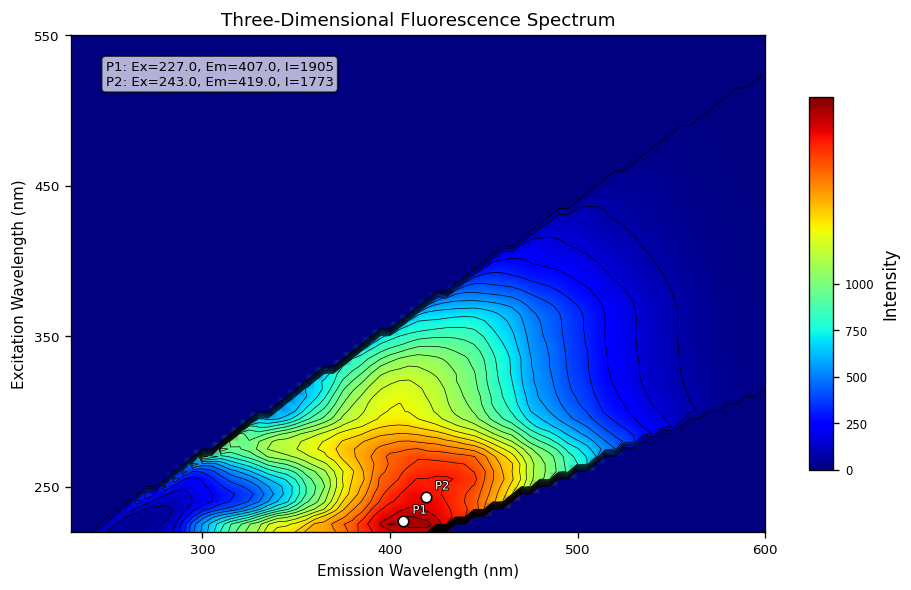 Three-Dimensional Fluorescence Spectrum
P1: Ex=227.0, Em=407.0, I=1905
P2: Ex=243.0, Em=419.0, I=1773
550
450
350
250
Excitation Wavelength (nm)
P2
P1
300
400
500
600
Emission Wavelength (nm)
1000
750
500
250
0
Intensity